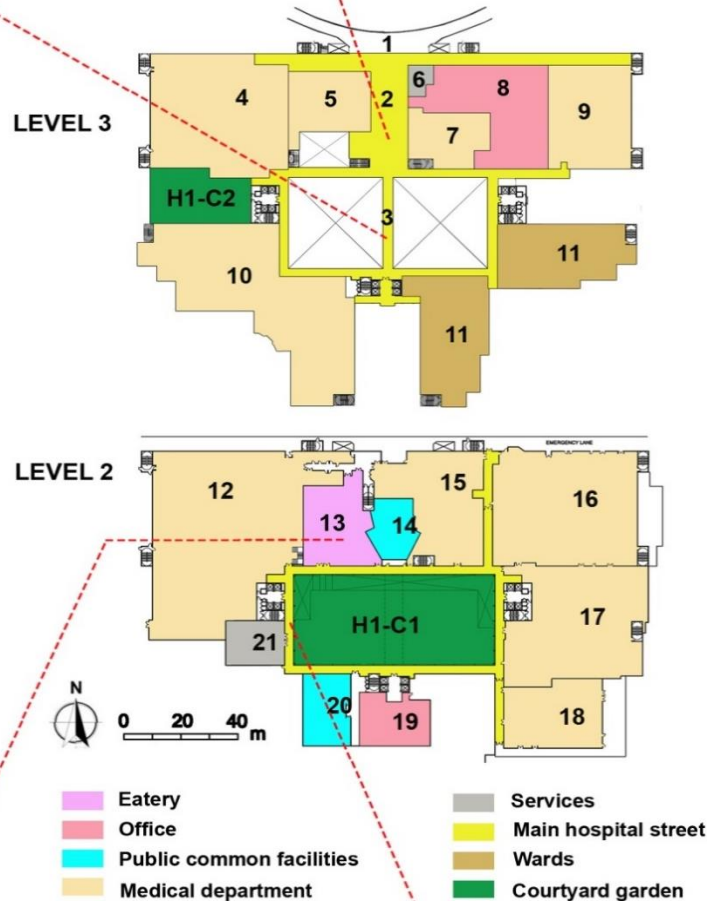 1
4
5
2
6
8
9
LEVEL 3
7
H1-C2
3
10
11
11
EMERGENCY LANE
LEVEL 2
12
15
16
13
14
H1-C1
17
21
20
19
18
N
0 20 40 m
Eatery
Office
Public common facilities
Medical department
Services
Main hospital street
Wards
Courtyard garden